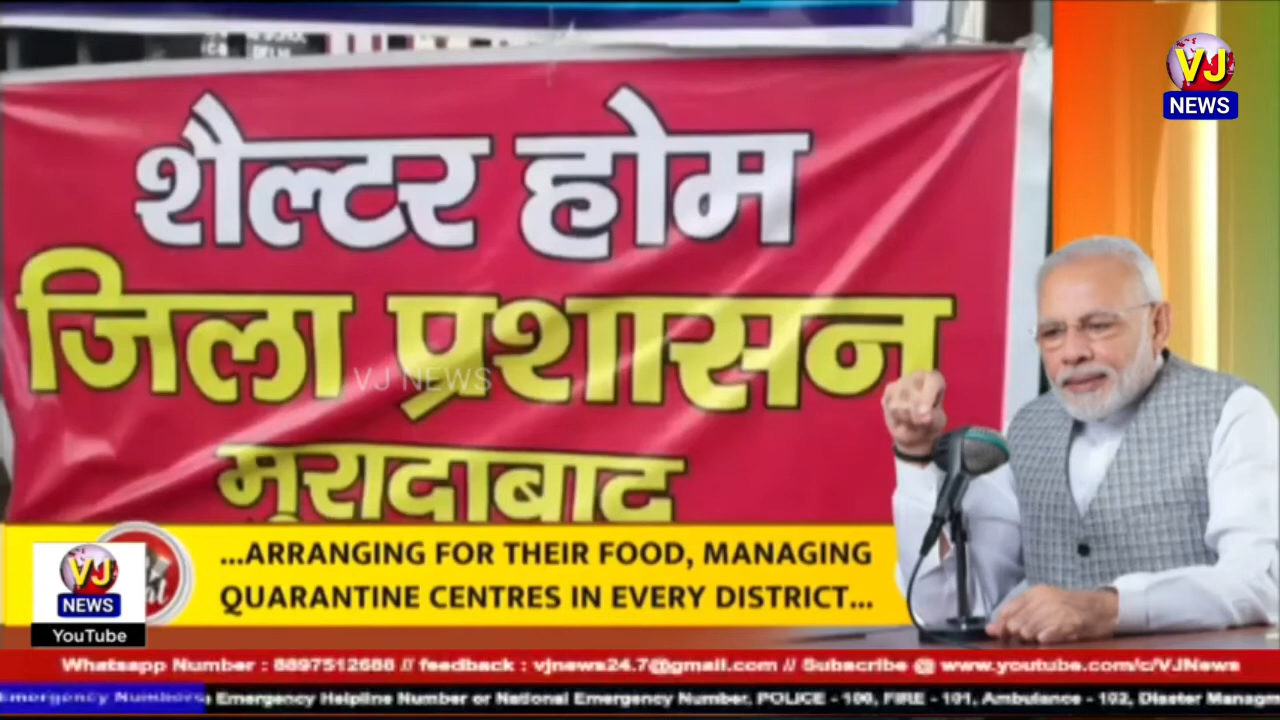 VJ
NEWS
शैल्टर होम
जिला प्रशासन
VJ NEWS
मुरादाबाद
...ARRANGING FOR THEIR FOOD, MANAGING
QUARANTINE CENTRES IN EVERY DISTRICT...
VJ
NEWS
YouTube
Whatsapp Number : 8897512688 // feedback : vjnews24.7@gmail.com // Subscribe @ www.youtube.com/c/VJNews
Emergency Numbers: Emergency Helpline Number or National Emergency Number, POLICE - 100, FIRE - 101, Ambulance - 102, Diaster Managm